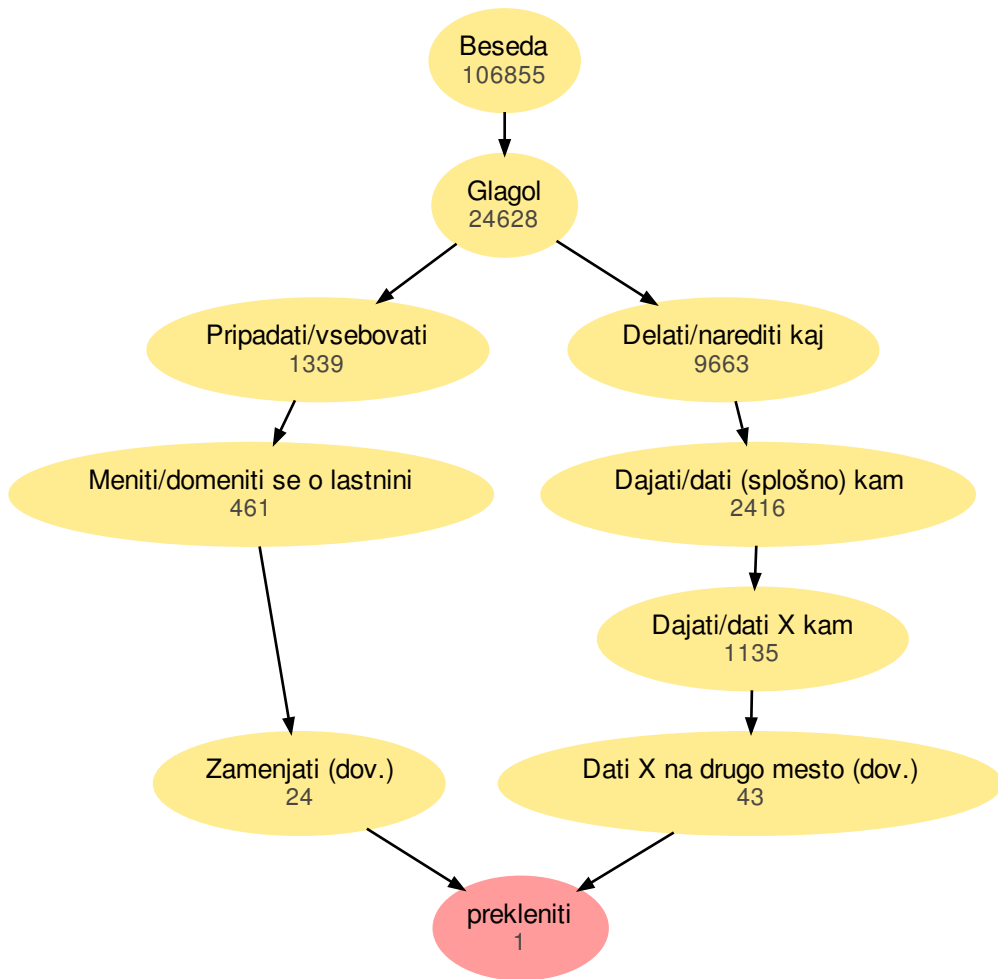 Beseda
106855
Glagol
24628
Pripadati/vsebovati
1339
Delati/narediti kaj
9663
Meniti/domeniti se o lastnini
461
Dajati/dati (splošno) kam
2416
Dajati/dati X kam
1135
Zamenjati (dov.)
24
Dati X na drugo mesto (dov.)
43
prekleniti
1